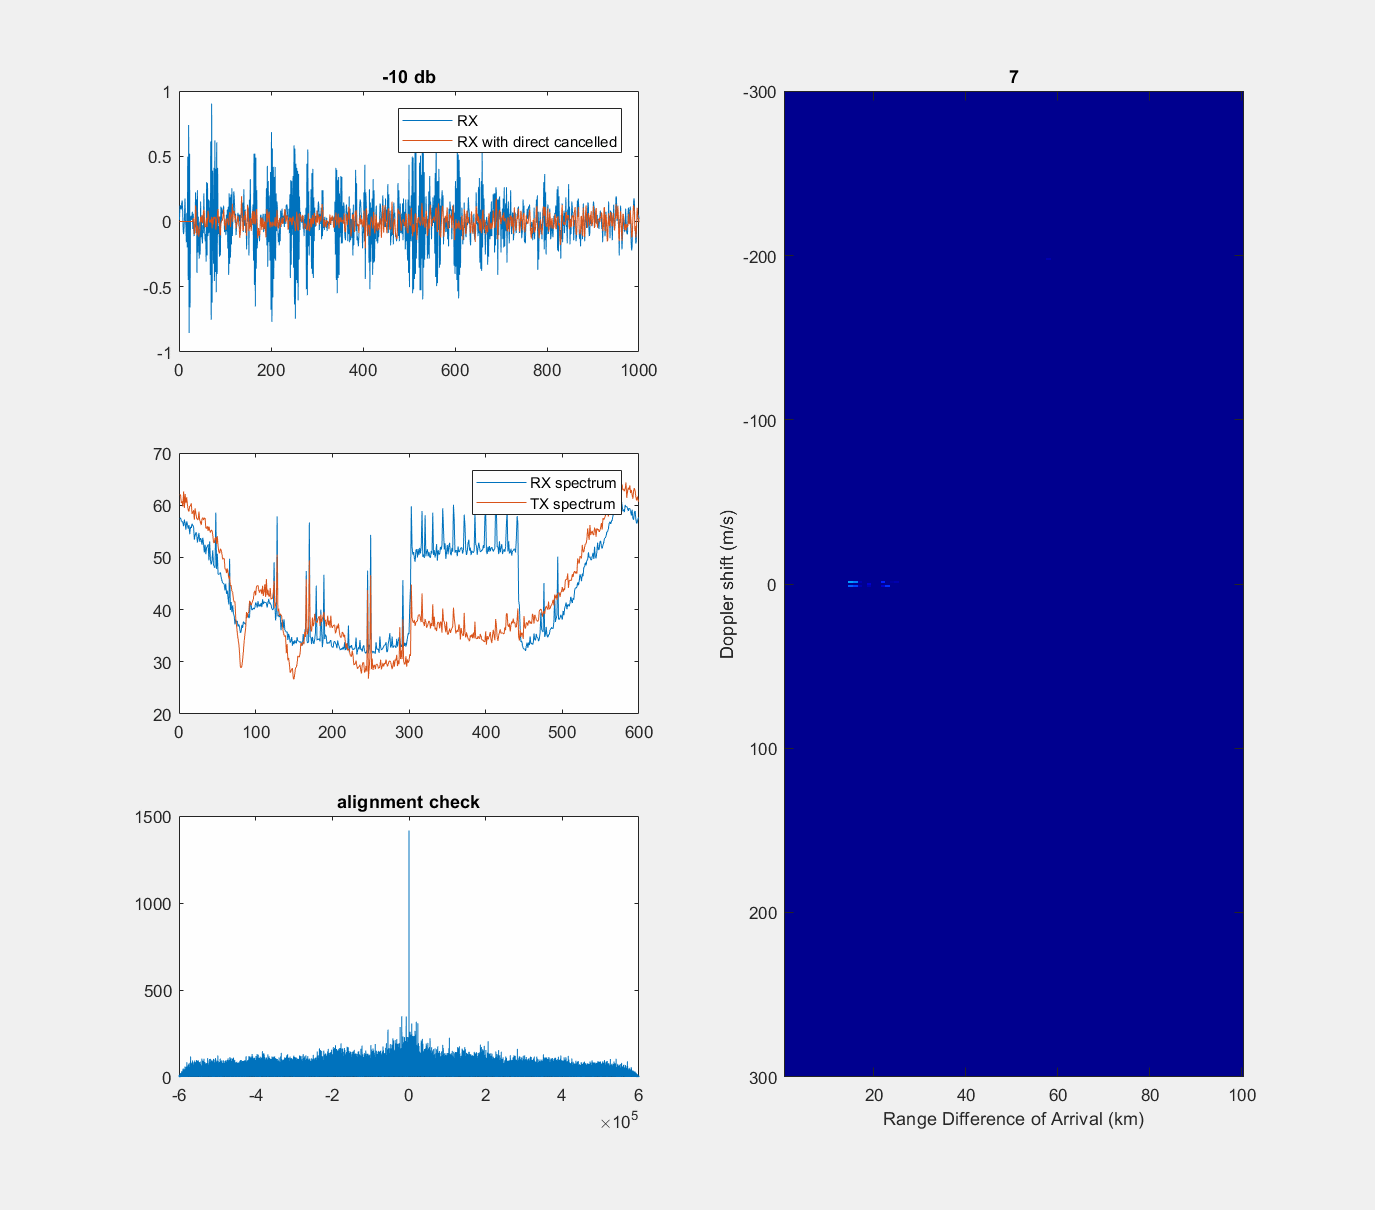 -10 db
1
0.5
0
-0.5
-1
RX
RX with direct cancelled
0 200 400 600 800 1000
70
60
50
40
30
20
RX spectrum
TX spectrum
0 100 200 300 400 500 600
alignment check
1500
1000
500
0
-6 -4 -2 0 2 4 6
×10^5
7
-300
-200
-100
0
100
200
300
Doppler shift (m/s)
20 40 60 80 100
Range Difference of Arrival (km)